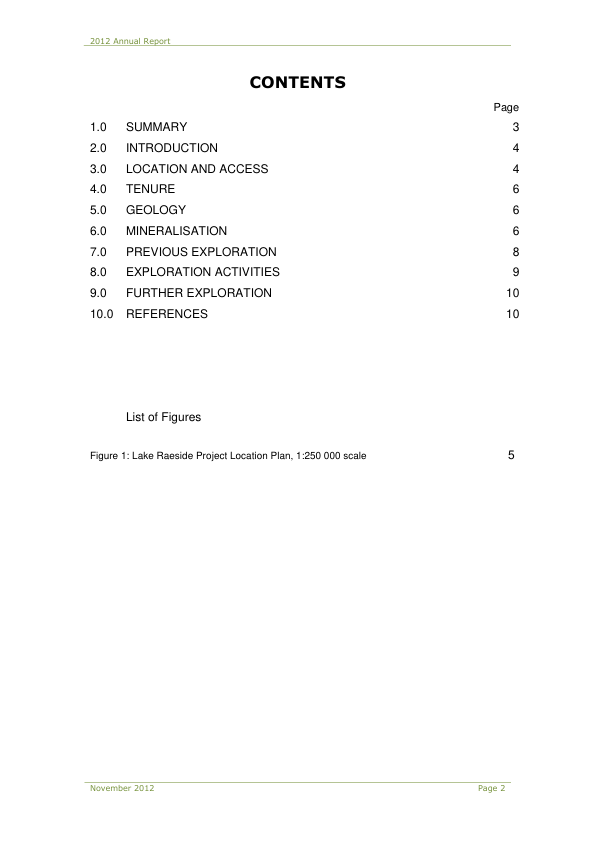 2012 Annual Report
CONTENTS
Page
1.0 SUMMARY 3
2.0 INTRODUCTION 4
3.0 LOCATION AND ACCESS 4
4.0 TENURE 6
5.0 GEOLOGY 6
6.0 MINERALISATION 6
7.0 PREVIOUS EXPLORATION 8
8.0 EXPLORATION ACTIVITIES 9
9.0 FURTHER EXPLORATION 10
10.0 REFERENCES 10
List of Figures
Figure 1: Lake Raeside Project Location Plan, 1:250 000 scale 5
November 2012 Page 2